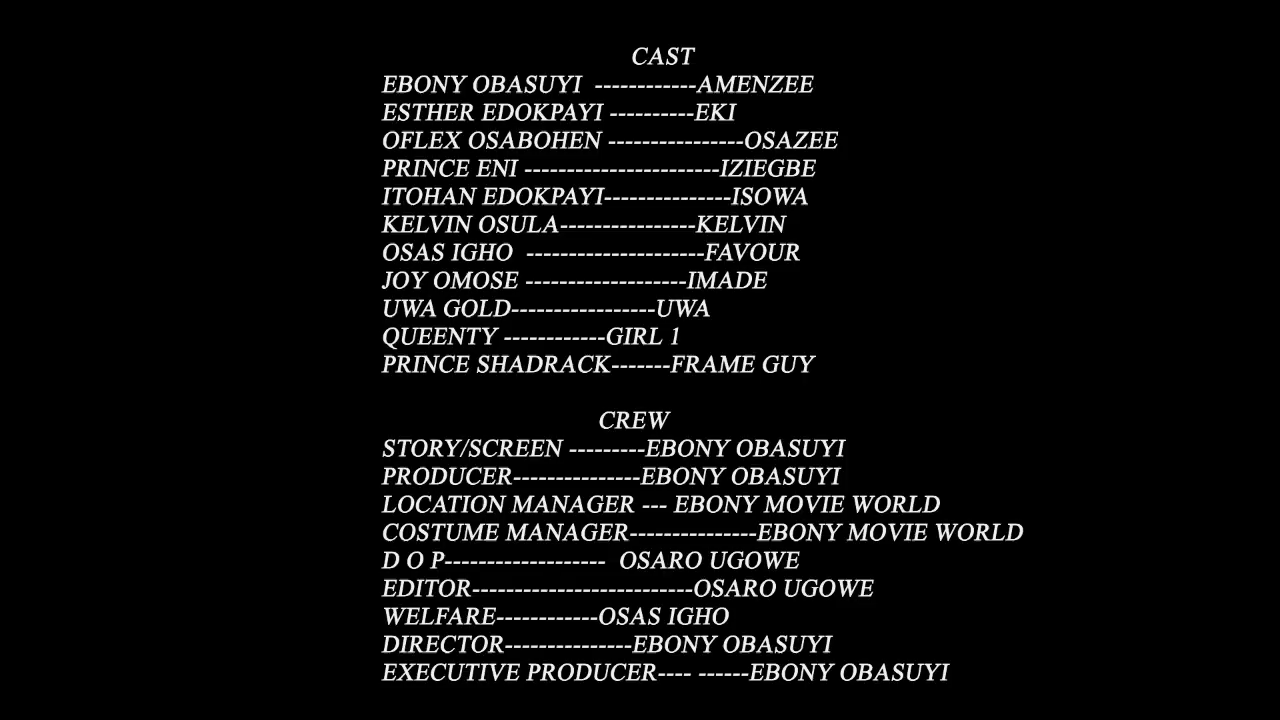 CAST
EBONY OBASUYI ------------AMENZEE
ESTHER EDOKPAYI ----------EKI
OFLEX OSABOHEN ----------------OSAZEE
PRINCE ENI -----------------------IZIEGBE
ITOHAN EDOKPAYI---------------ISOWA
KELVIN OSULA----------------KELVIN
OSAS IGHO ---------------------FAVOUR
JOY OMOSE -------------------IMADE
UWA GOLD-----------------UWA
QUEENTY ------------GIRL 1
PRINCE SHADRACK-------FRAME GUY
CREW
STORY/SCREEN ---------EBONY OBASUYI
PRODUCER---------------EBONY OBASUYI
LOCATION MANAGER --- EBONY MOVIE WORLD
COSTUME MANAGER---------------EBONY MOVIE WORLD
D O P------------------- OSARO UGOWE
EDITOR--------------------------OSARO UGOWE
WELFARE------------OSAS IGHO
DIRECTOR---------------EBONY OBASUYI
EXECUTIVE PRODUCER---- ------EBONY OBASUYI